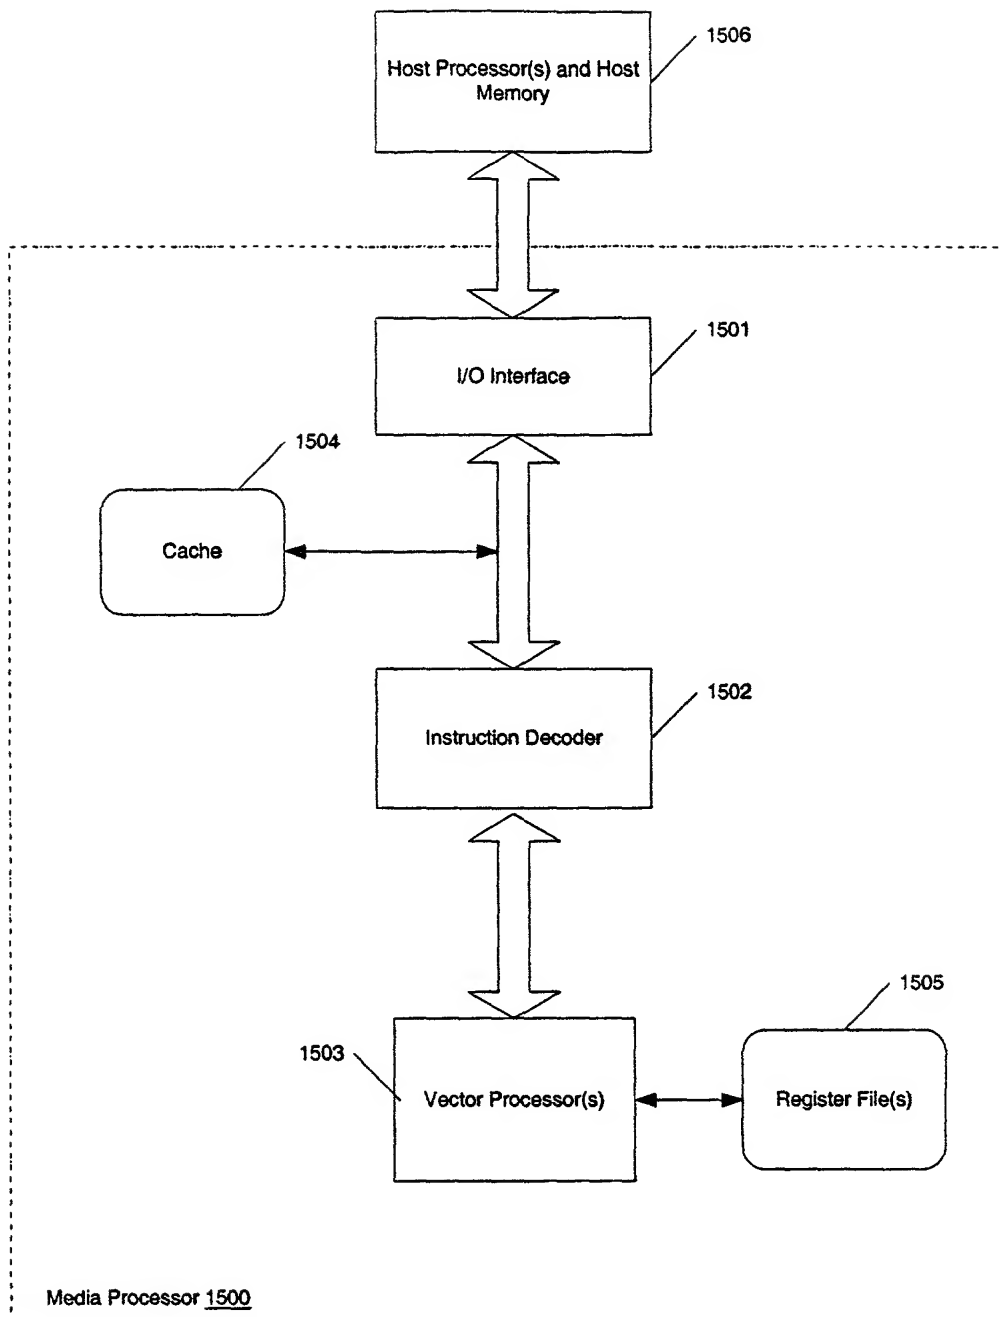 1506
Host Processor(s) and Host
Memory
1501
I/O Interface
1504
Cache
1502
Instruction Decoder
1505
1503
Vector Processor(s)
Register File(s)
Media Processor 1500